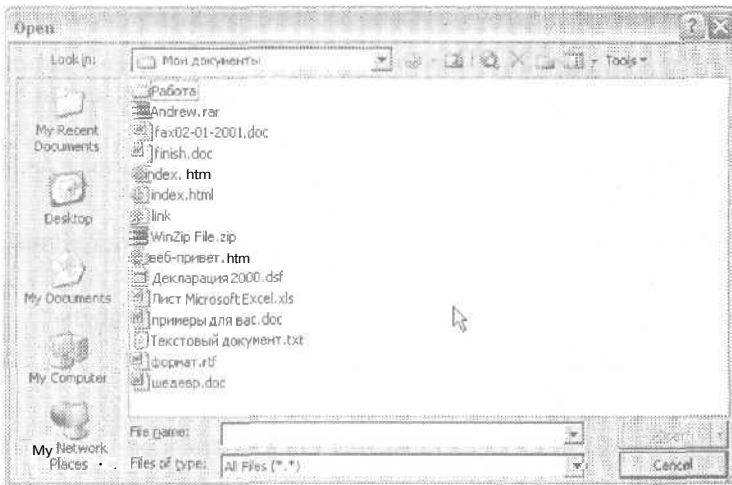 Open
Look in:
Мои документы
Tools
My Recent
Documents
Desktop
My Documents
My Computer
My Network
Places
Работа
Andrew.rar
fax02-01-2001.doc
finish.doc
index.htm
index.html
link
WinZip File.zip
веб-привет.htm
Декларация 2000.dsf
Лист Microsoft Excel.xls
примеры для вас.doc
Текстовый документ.txt
формат.rtf
шедевр.doc
File name:
Open
Files of type:
All Files (*.*)
Cancel